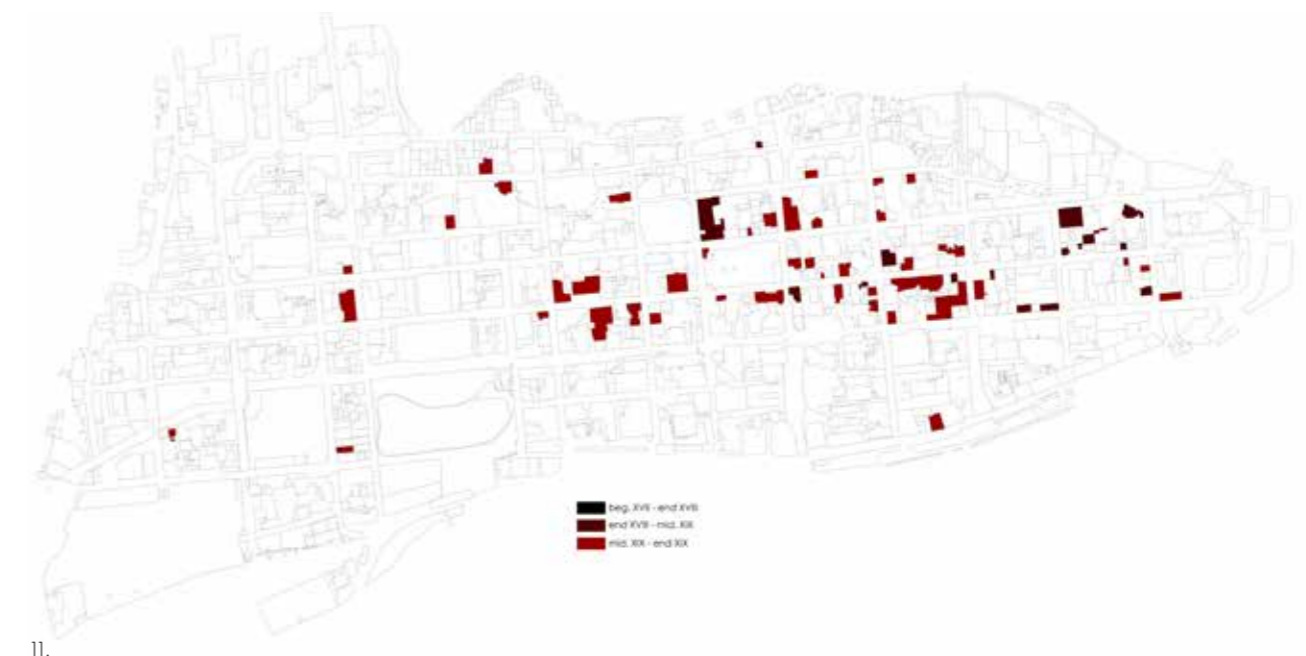 beg. XVII - end XVIII
end XVIII - mid. XIX
mid. XIX - end XIX
11.